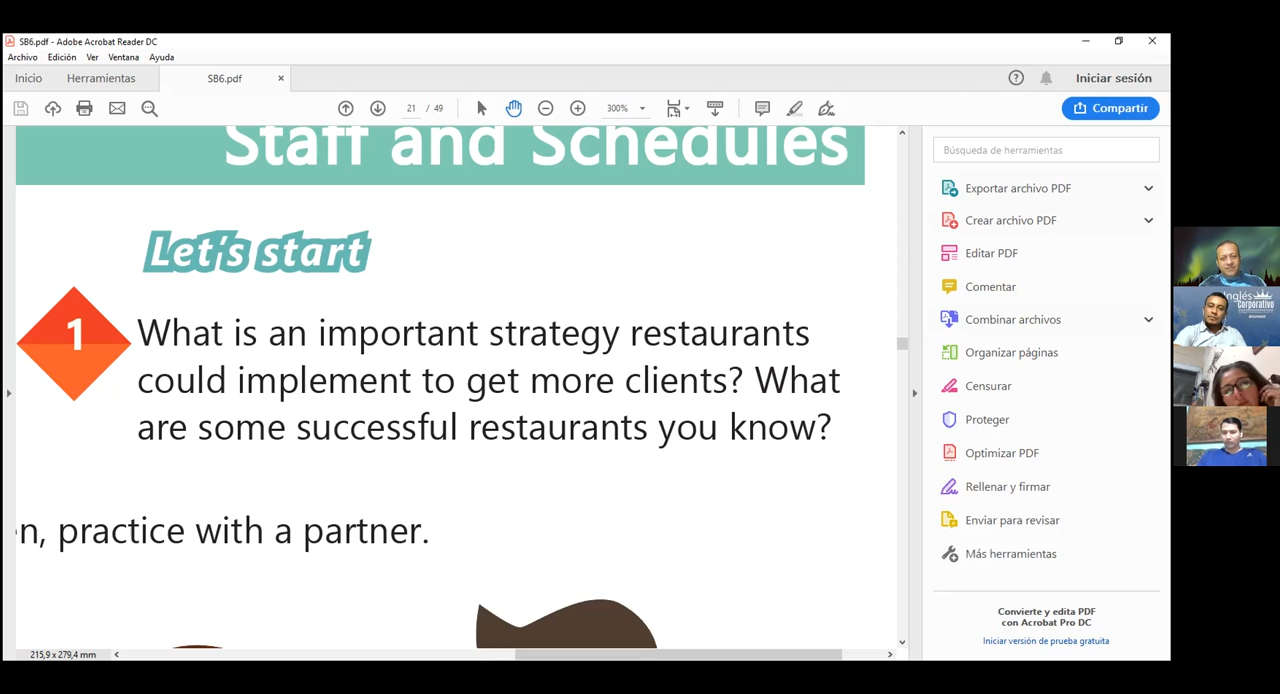 SB6.pdf - Adobe Acrobat Reader DC
Archivo Edición Ver Ventana Ayuda
Inicio Herramientas SB6.pdf × ? Iniciar sesión
21 / 49 300% Compartir
Staff and Schedules
Let's start
1 What is an important strategy restaurants
could implement to get more clients? What
are some successful restaurants you know?
n, practice with a partner.
215,9 x 279,4 mm
Búsqueda de herramientas
Exportar archivo PDF
Crear archivo PDF
Editar PDF
Comentar
Combinar archivos
Organizar páginas
Censurar
Proteger
Optimizar PDF
Rellenar y firmar
Enviar para revisar
Más herramientas
Convierte y edita PDF
con Acrobat Pro DC
Iniciar versión de prueba gratuita
Inglés
Corporativo